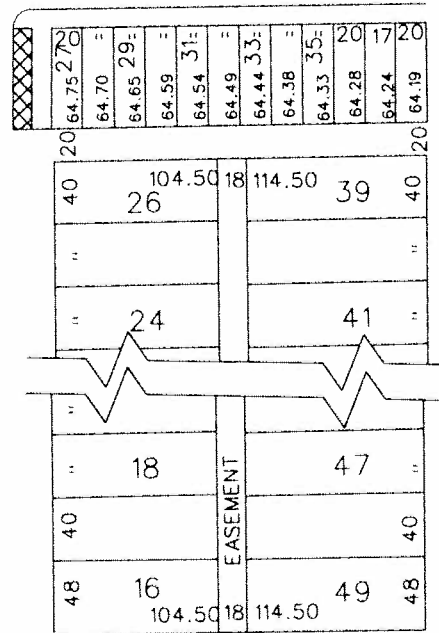 27 20 = 29 = = 31 = = 33 = = 35 = 20 17 20
64.75 64.70 64.65 64.59 64.54 64.49 64.44 64.38 64.33 64.28 64.24 64.19
20 20
40 104.50 18 114.50 39 40
26
= =
= 24 41 =
=
= 18 47 =
EASEMENT
40 40
48 16 49 48
104.50 18 114.50